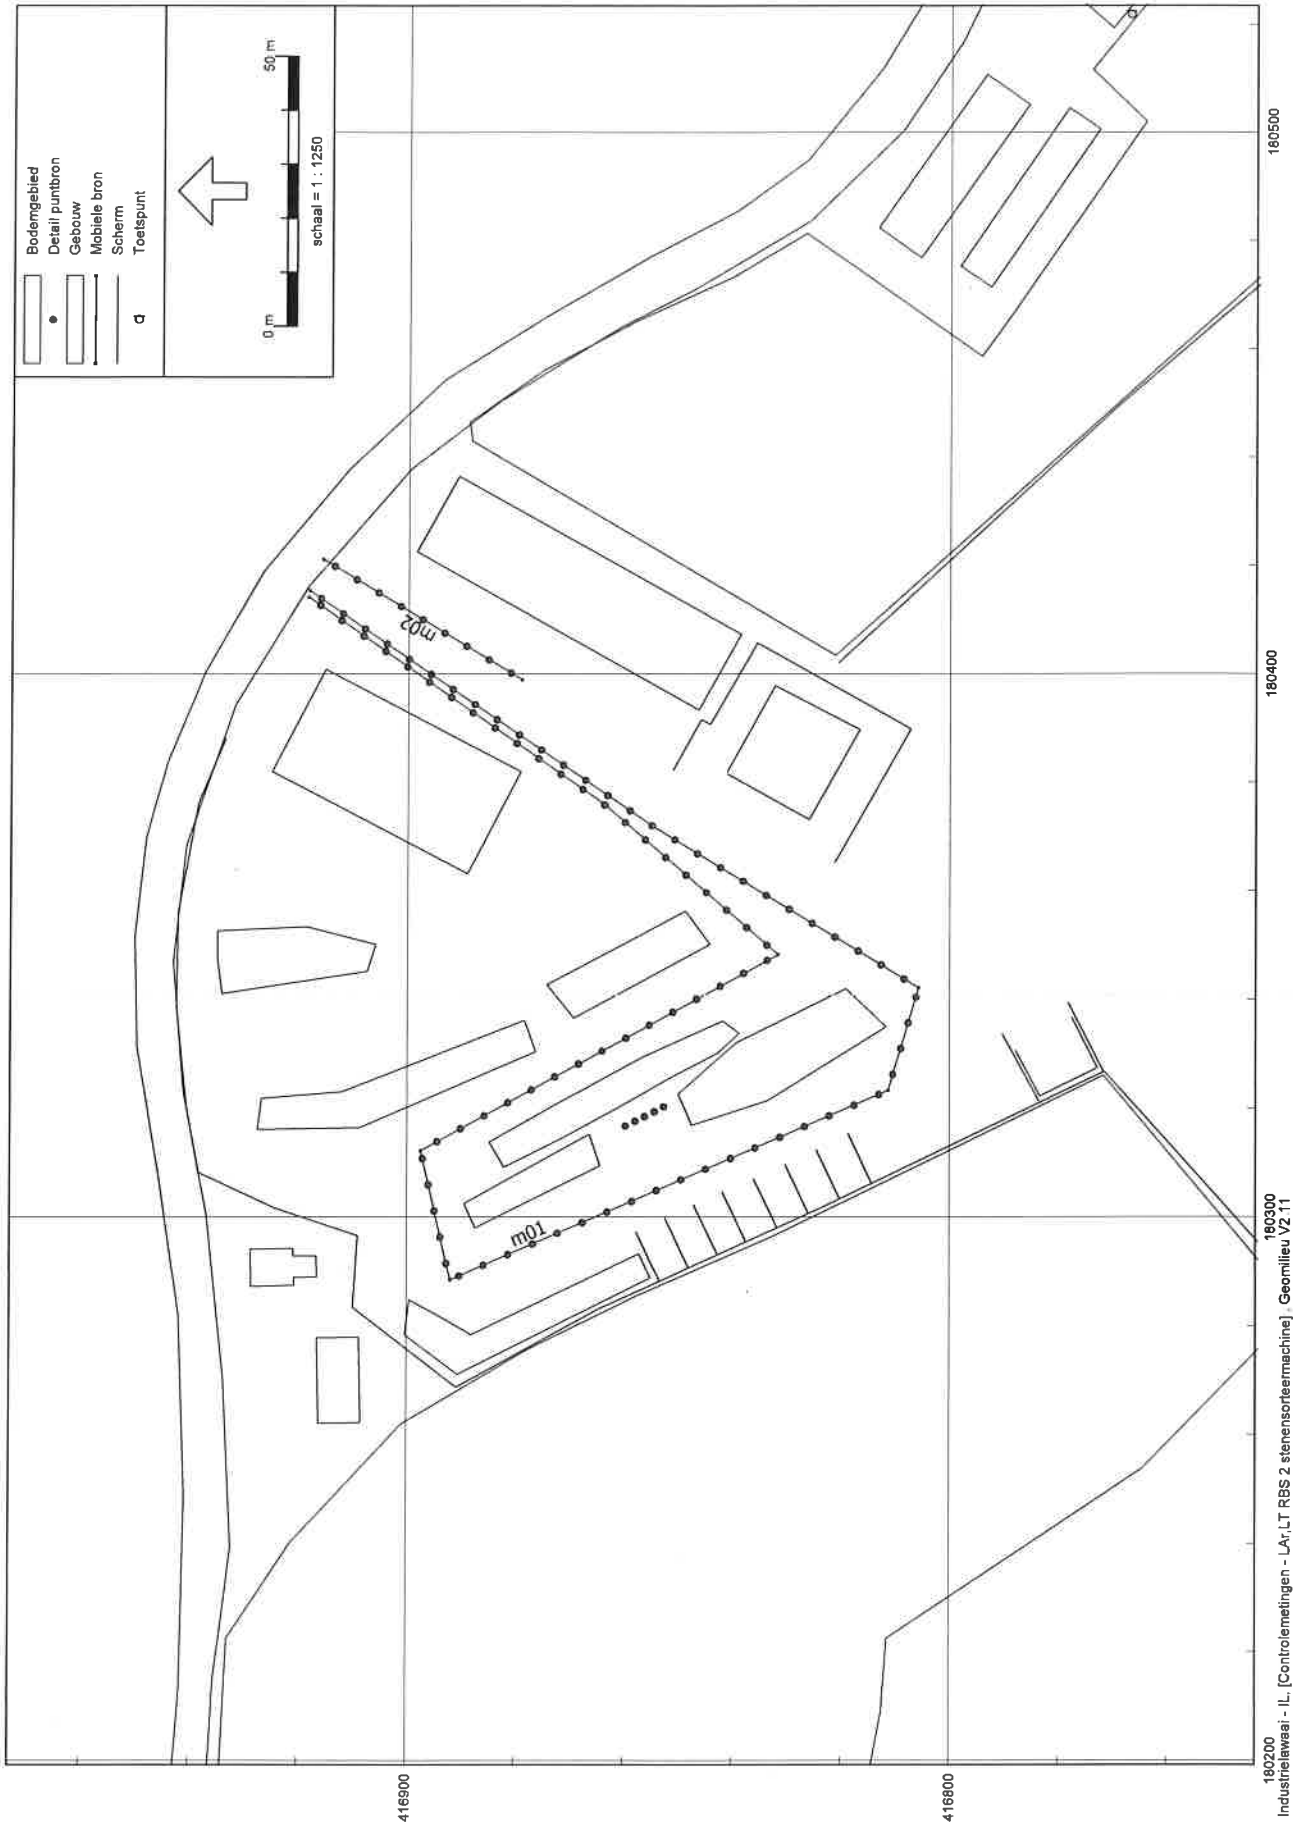 Bodemgebied
Detail puntbron
Gebouw
Mobiele bron
Scherm
Toetspunt
0 m
50 m
schaal = 1 : 1250
m02
m01
416900
416800
180200
180300
180400
180500
Industrielawaai - IL, [Controlemetingen - LAr,LT RBS 2 stenensorteermachine] , Geomilieu V2.11